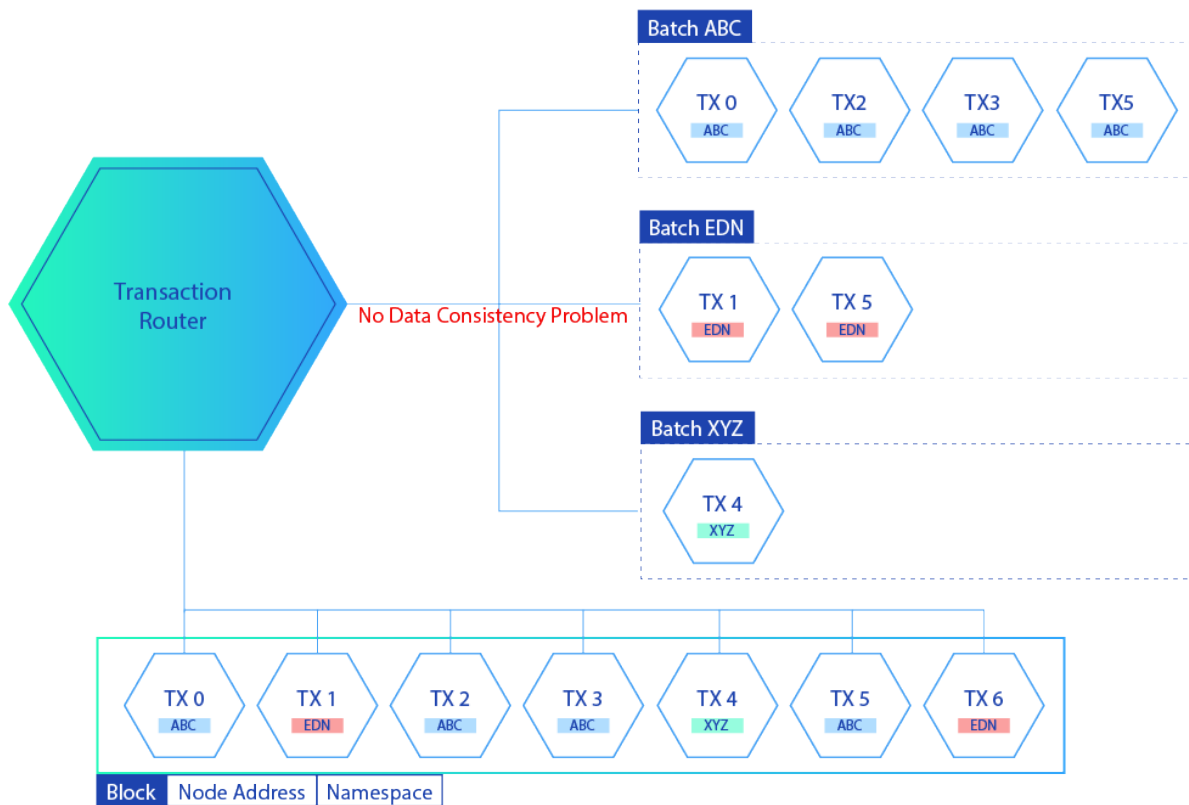 Batch ABC
TX 0
ABC
TX2
ABC
TX3
ABC
TX5
ABC
Transaction
Router
No Data Consistency Problem
Batch EDN
TX 1
EDN
TX 5
EDN
Batch XYZ
TX 4
XYZ
TX 0
ABC
TX 1
EDN
TX 2
ABC
TX 3
ABC
TX 4
XYZ
TX 5
ABC
TX 6
EDN
Block
Node Address
Namespace